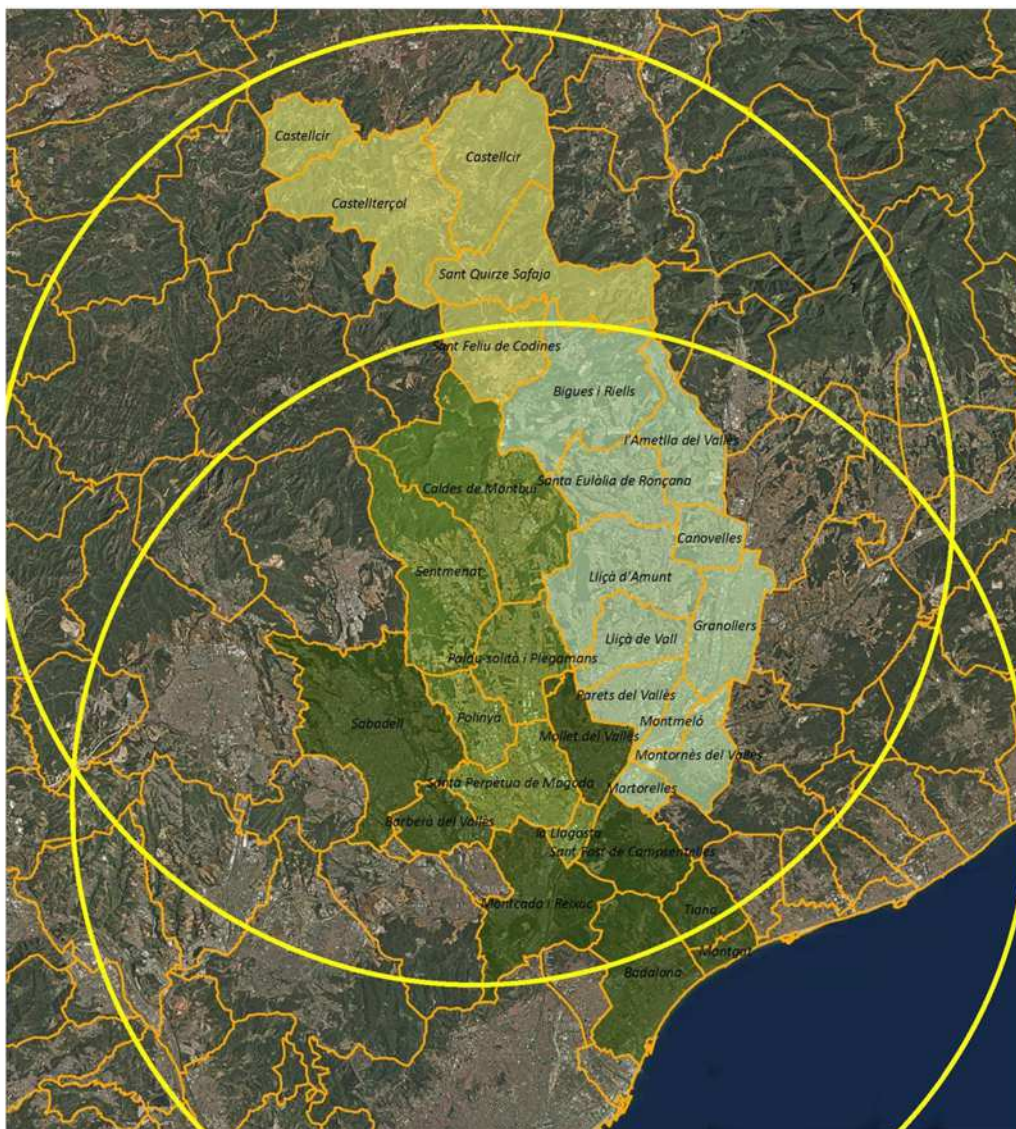 Castellcir
Castellcir
Castellterçol
Sant Quirze Safaja
Sant Feliu de Codines
Bigues i Riells
l'Ametlla del Vallès
Caldes de Montbui
Santa Eulàlia de Ronçana
Canovelles
Sentmenat
Lliçà d'Amunt
Granollers
Lliçà de Vall
Palau-solità i Plegamans
Parets del Vallès
Polinyà
Sabadell
Montmeló
Mollet del Vallès
Montornès del Vallès
Santa Perpètua de Mogoda
Martorelles
Barberà del Vallès
la Llagosta
Sant Fost de Campsentelles
Montcada i Reixac
Tiana
Montgat
Badalona